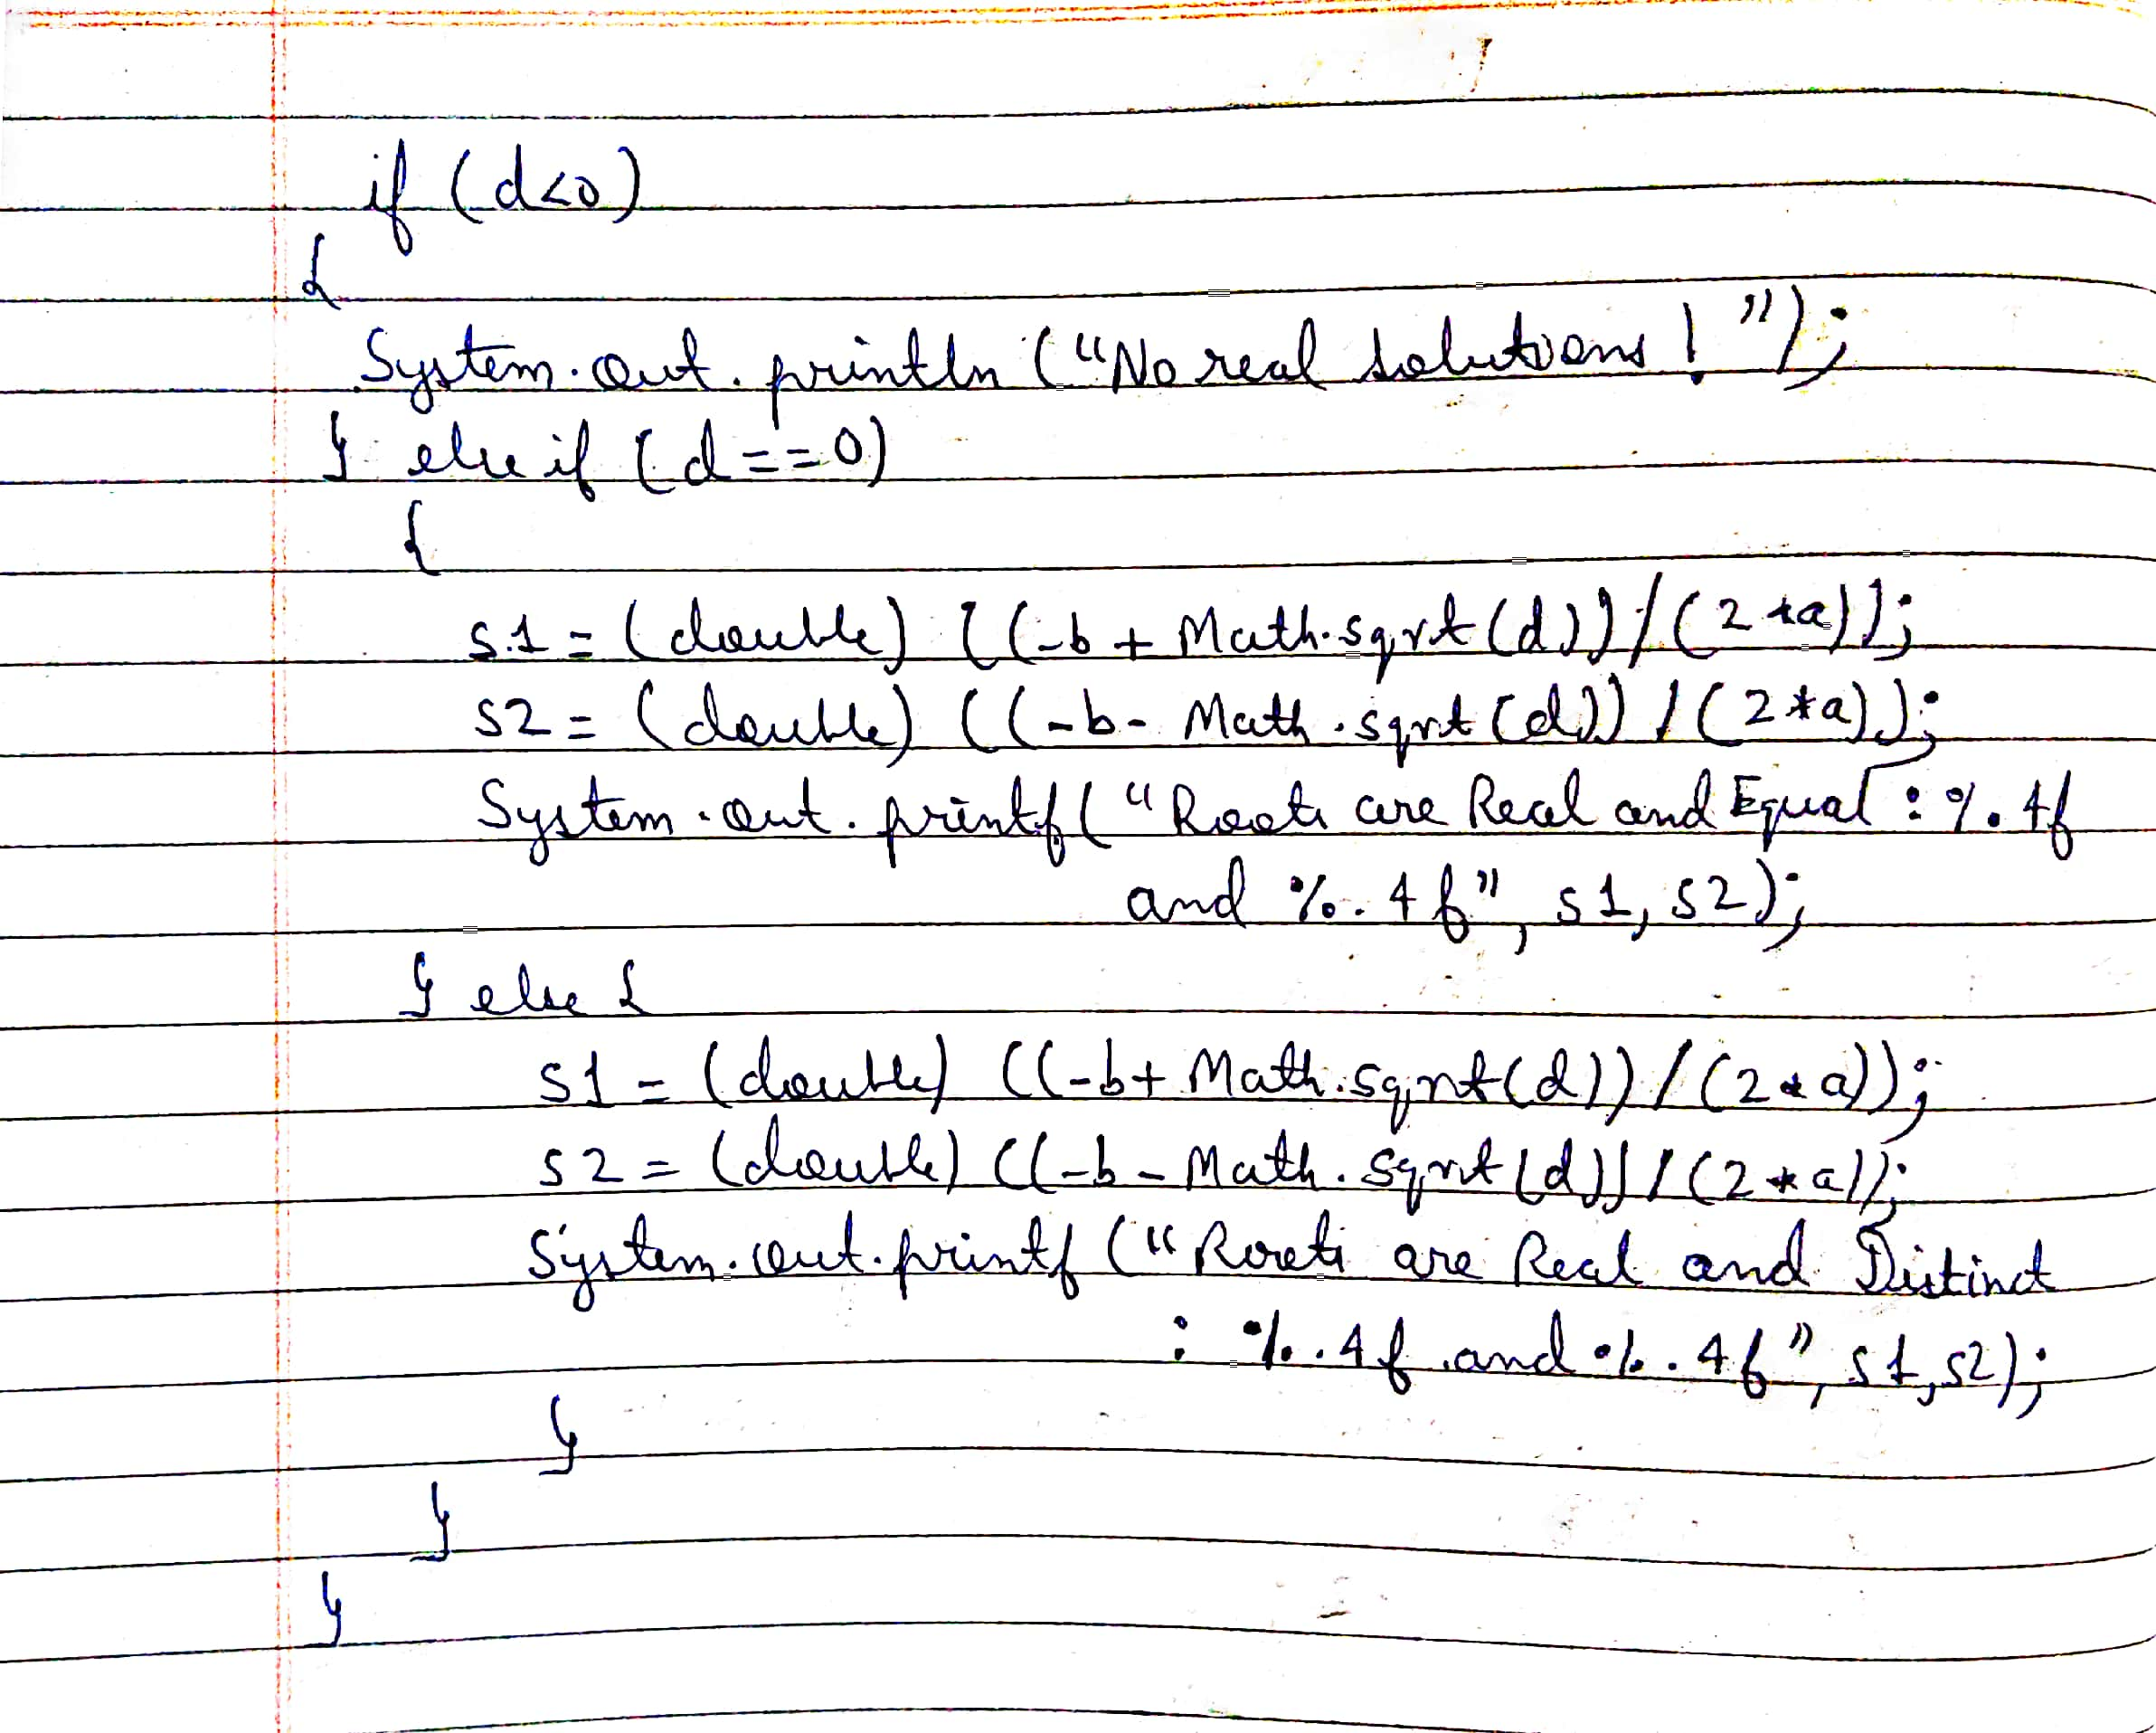 if (d<0)
{
System.out.println ("No real solutions!");
} else if (d==0)
{
s1 = (double) ((-b + Math.sqrt(d))/(2*a));
s2 = (double) ((-b- Math.sqrt(d))/(2*a));
System.out.printf("Roots are Real and Equal : %.4f
and %.4f", s1, s2);
} else {
s1 = (double) ((-b+ Math.sqrt(d))/(2*a));
s2 = (double) ((-b- Math.sqrt(d))/(2*a));
System.out.printf ("Roots are Real and Distinct
: %.4f and %.4f", s1,s2);
}
}
}